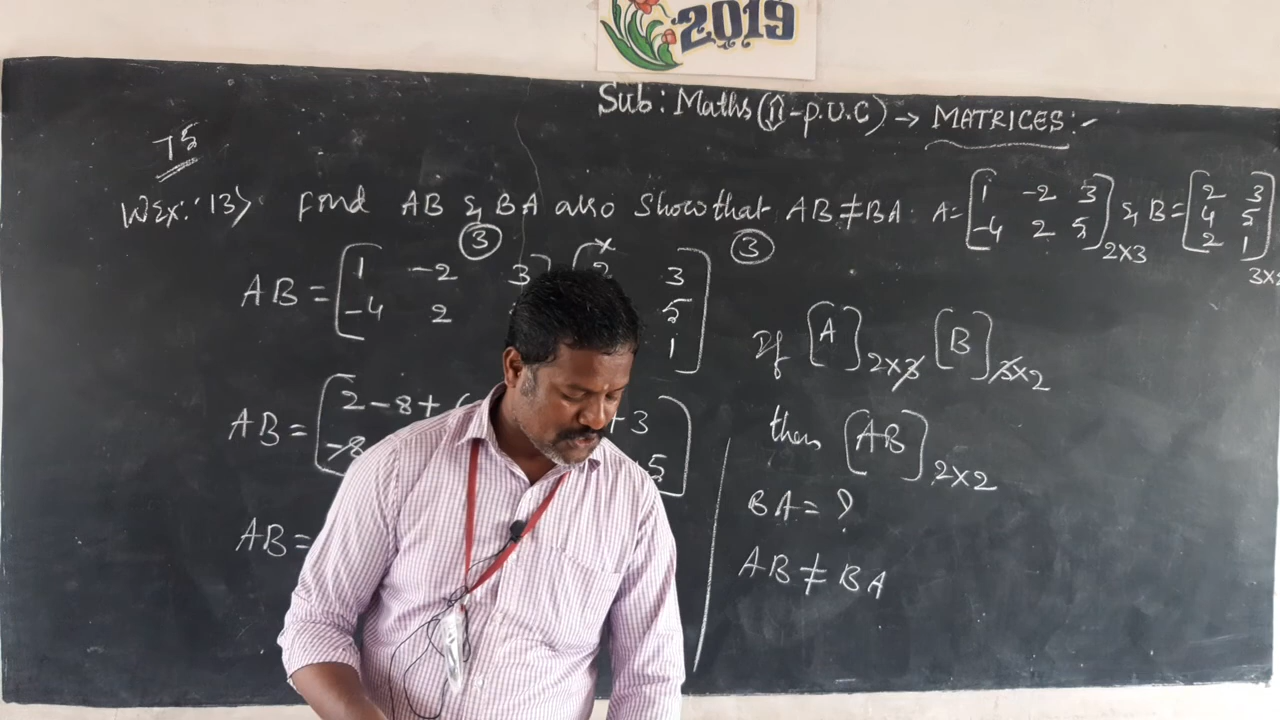 2019
Sub: Maths (II-P.U.C) → MATRICES:-
T5
W Ex:- 13) Find AB & BA also Show that AB ≠ BA. A = [1 -2 3
-4 2 5] 2×3 & B = [2 3
4 5
2 1]
3 3
AB = [1 -2 3
-4 2
3
5
1]
If [A] 2×3 [B] 3×2
AB = [2-8+ +3
-8 5]
then [AB] 2×2
BA = ?
AB =
AB ≠ BA